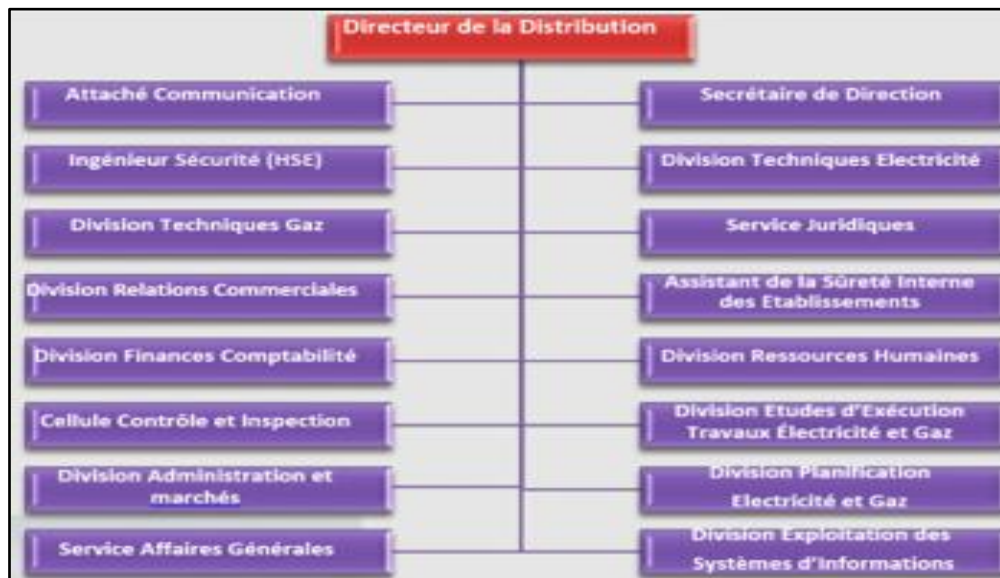 Directeur de la Distribution
Attaché Communication
Secrétaire de Direction
Ingénieur Sécurité (HSE)
Division Techniques Electricité
Division Techniques Gaz
Service Juridiques
Division Relations Commerciales
Assistant de la Sûreté Interne
des Etablissements
Division Finances Comptabilité
Division Ressources Humaines
Cellule Contrôle et Inspection
Division Etudes d'Exécution
Travaux Électricité et Gaz
Division Administration et
marchés
Division Planification
Electricité et Gaz
Service Affaires Générales
Division Exploitation des
Systèmes d'Informations